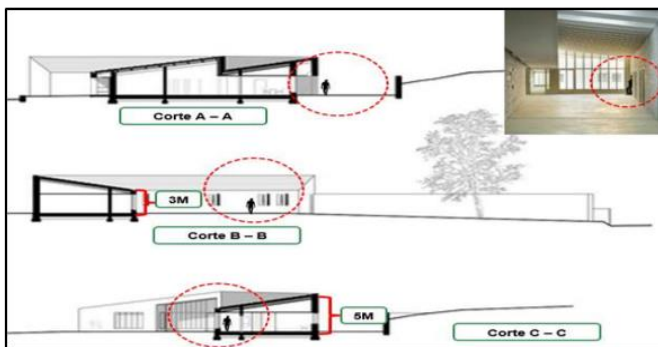 Corte A – A
3M
Corte B – B
5M
Corte C – C